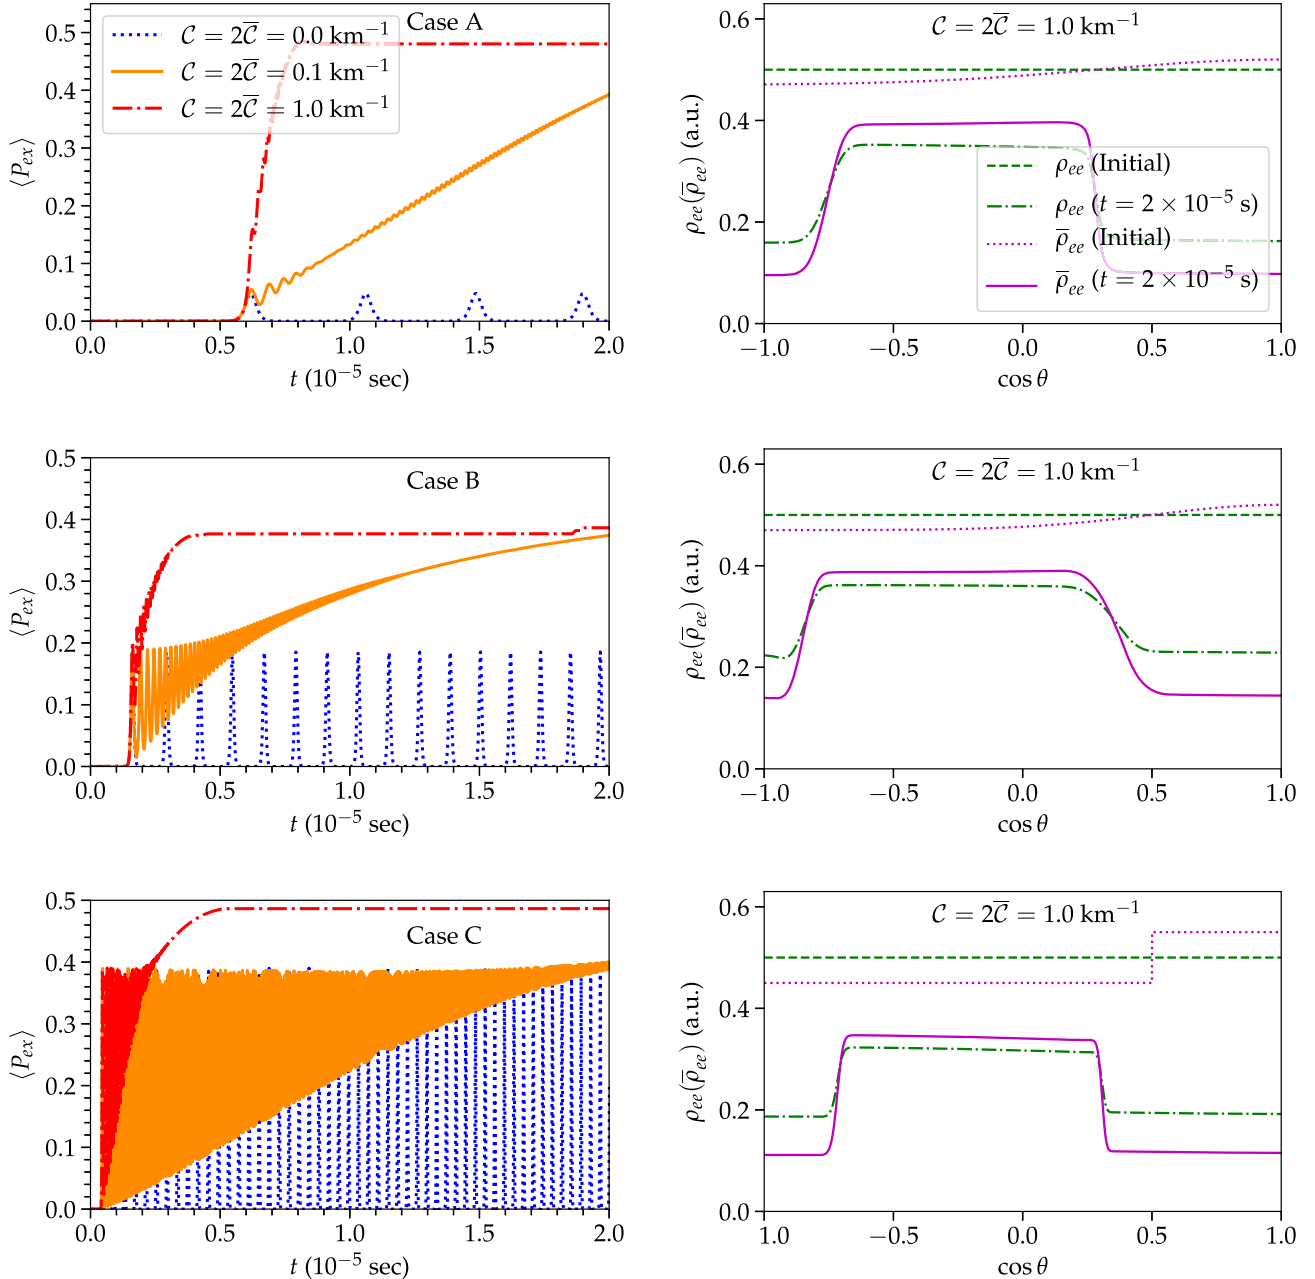 Case A
𝒞 = 2𝒞̅ = 0.0 km⁻¹
𝒞 = 2𝒞̅ = 0.1 km⁻¹
𝒞 = 2𝒞̅ = 1.0 km⁻¹
0.5
0.4
0.3
0.2
0.1
0.0
⟨P_ex⟩
0.0 0.5 1.0 1.5 2.0
t (10⁻⁵ sec)
𝒞 = 2𝒞̅ = 1.0 km⁻¹
0.6
0.4
0.2
0.0
ρ_ee(ρ̅_ee) (a.u.)
ρ_ee (Initial)
ρ_ee (t = 2 × 10⁻⁵ s)
ρ̅_ee (Initial)
ρ̅_ee (t = 2 × 10⁻⁵ s)
−1.0 −0.5 0.0 0.5 1.0
cos θ
Case B
0.5
0.4
0.3
0.2
0.1
0.0
⟨P_ex⟩
0.0 0.5 1.0 1.5 2.0
t (10⁻⁵ sec)
𝒞 = 2𝒞̅ = 1.0 km⁻¹
0.6
0.4
0.2
0.0
ρ_ee(ρ̅_ee) (a.u.)
−1.0 −0.5 0.0 0.5 1.0
cos θ
Case C
0.5
0.4
0.3
0.2
0.1
0.0
⟨P_ex⟩
0.0 0.5 1.0 1.5 2.0
t (10⁻⁵ sec)
𝒞 = 2𝒞̅ = 1.0 km⁻¹
0.6
0.4
0.2
0.0
ρ_ee(ρ̅_ee) (a.u.)
1.0 −0.5 0.0 0.5 1.0
cos θ